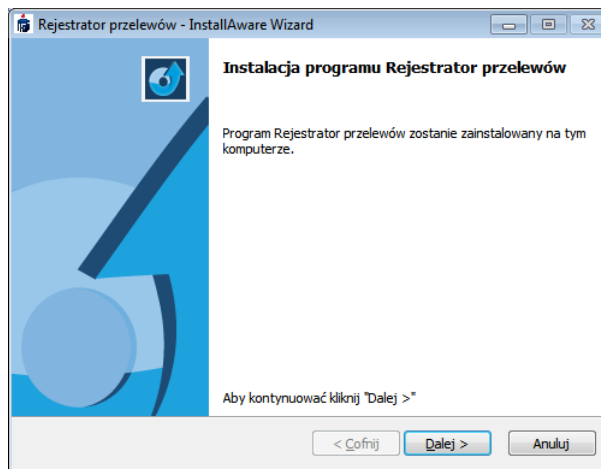 Rejestrator przelewów - InstallAware Wizard
Instalacja programu Rejestrator przelewów
Program Rejestrator przelewów zostanie zainstalowany na tym
komputerze.
Aby kontynuować kliknij "Dalej >"
< Cofnij
Dalej >
Anuluj